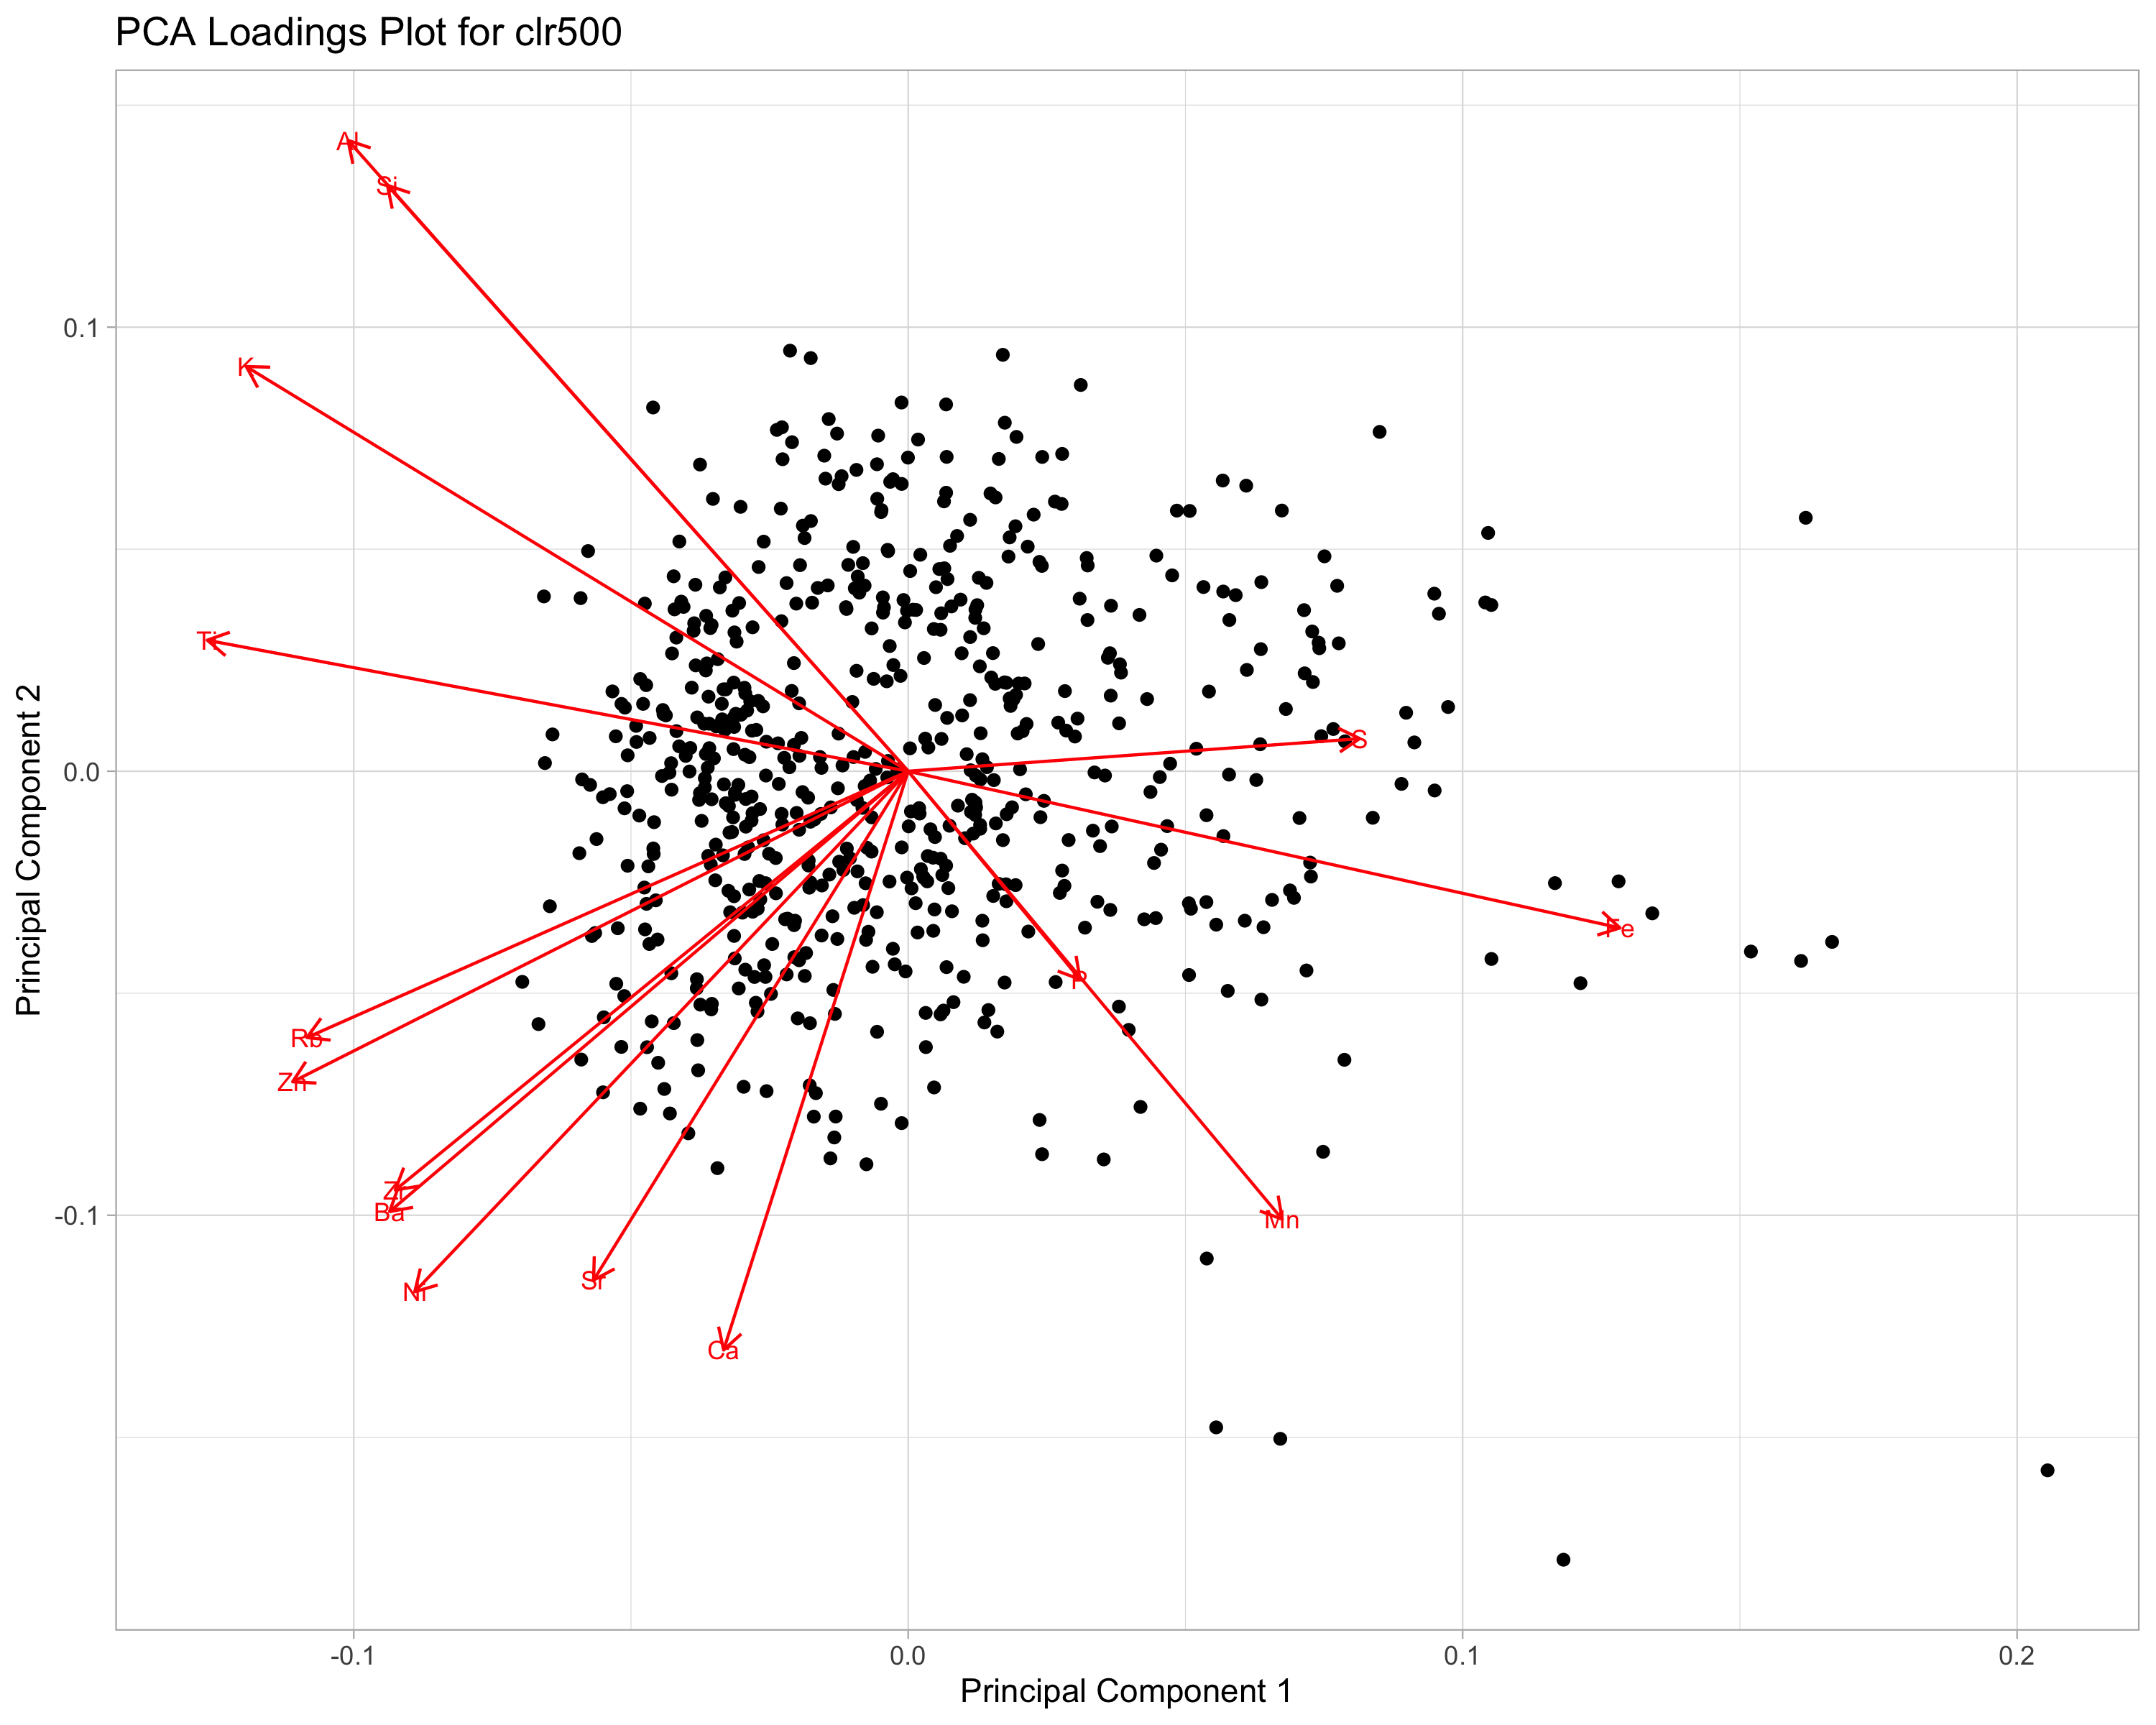 PCA Loadings Plot for clr500
Al
Si
0.1
K
Ti
S
0.0
Principal Component 2
Fe
P
Rb
Zn
Zr
Ba
-0.1
Mn
Ni
Sr
Ca
-0.1 0.0 0.1 0.2
Principal Component 1